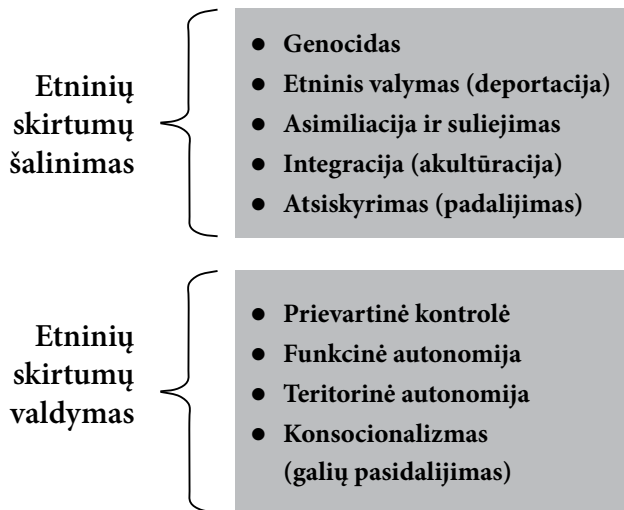 Etninių
skirtumų
šalinimas
● Genocidas
● Etninis valymas (deportacija)
● Asimiliacija ir suliejimas
● Integracija (akultūracija)
● Atsiskyrimas (padalijimas)
Etninių
skirtumų
valdymas
● Prievartinė kontrolė
● Funkcinė autonomija
● Teritorinė autonomija
● Konsocionalizmas
(galių pasidalijimas)